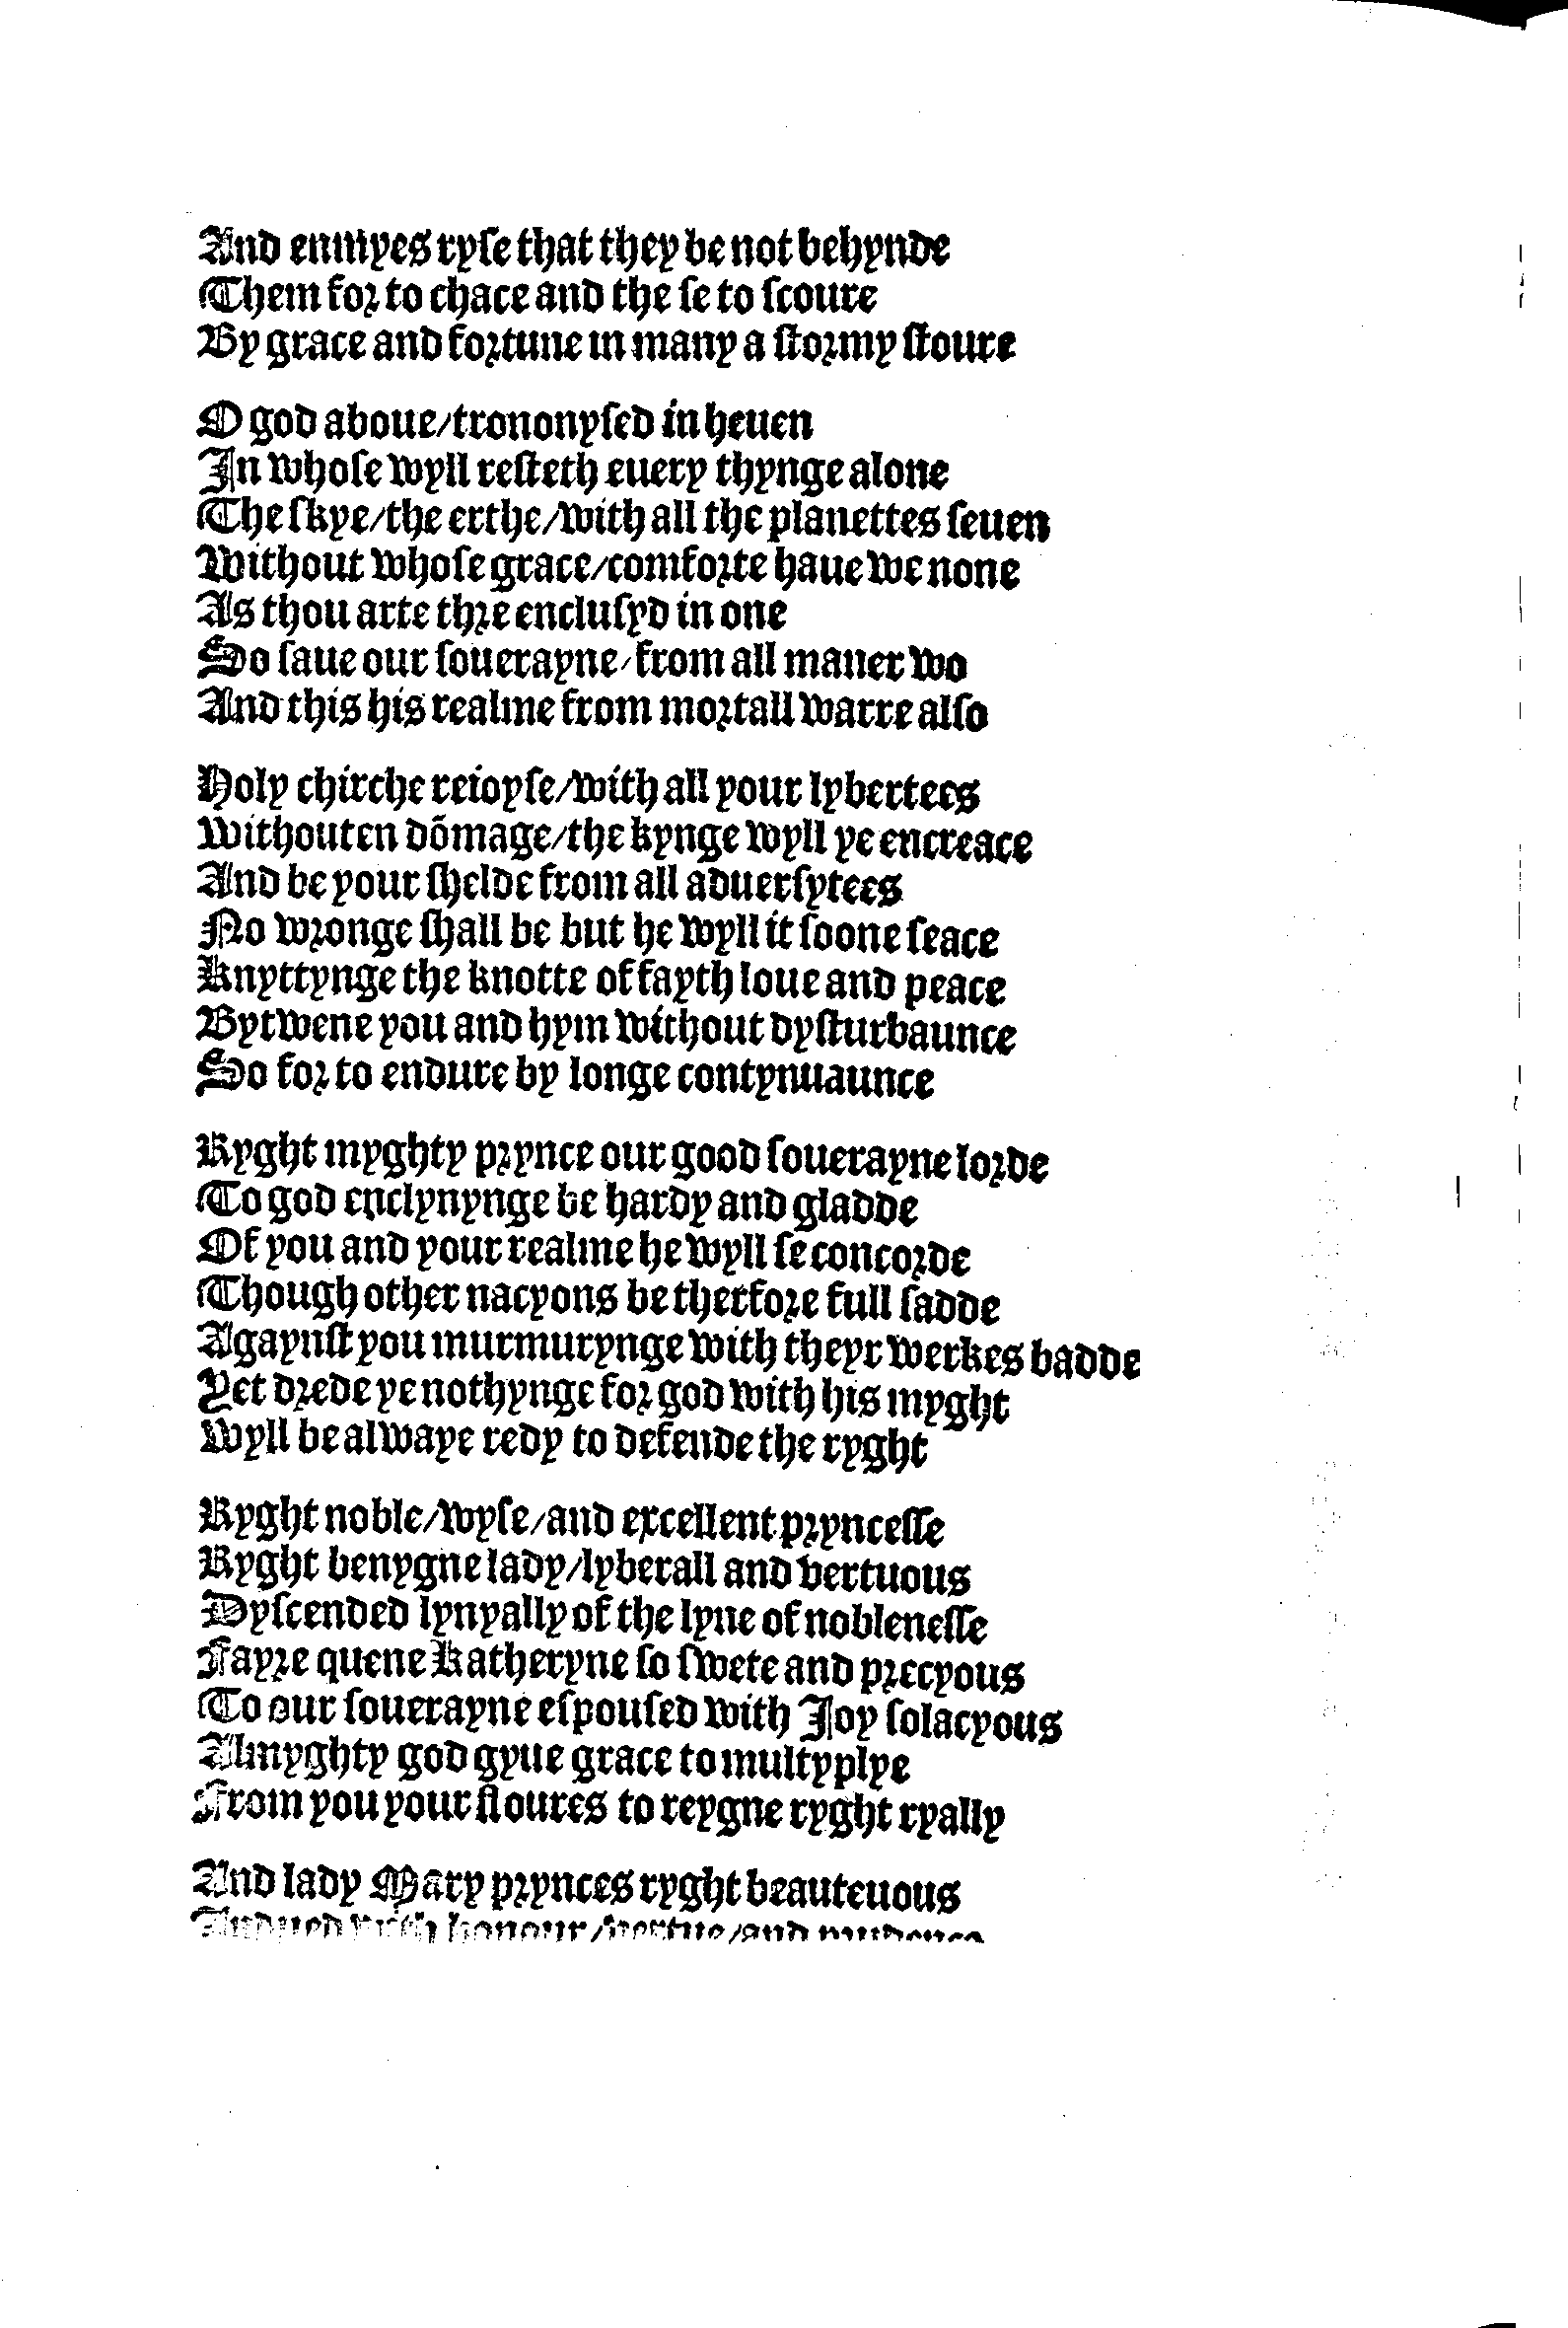 And enmyes ryse that they be not behynde
Them for to chace and the se to scoure
By grace and fortune in many a stormy stoure
O god aboue/tronony​sed in heuen
In whose wyll resteth euery thynge alone
The skye/the erthe/with all the planettes seuen
Without whose grace/comforte haue we none
As thou arte thre enclusyd in one
So saue our souerayne/from all maner wo
And this his realme from mortall warre also
Holy chirche reioyse/with all your lybertees
Withouten dōmage/the kynge wyll ye encreace
And be your shelde from all aduersytees
No wronge shall be but he wyll it soone seace
Knyttynge the knotte of fayth loue and peace
Bytwene you and hym without dysturbaunce
So for to endure by longe contynuaunce
Ryght myghty prynce our good souerayne lorde
To god enclynynge be hardy and gladde
Of you and your realme he wyll se concorde
Though other nacyons be therfore full sadde
Agaynst you murmurynge with theyr werkes badde
Yet drede ye nothynge for god with his myght
Wyll be alwaye redy to defende the ryght
Ryght noble/wyse/and excellent pryncesse
Ryght benygne lady/lyberall and vertuous
Dyscended lynyally of the lyne of noblenesse
Fayre quene Katheryne so swete and precyous
To our souerayne espoused with Joy solacyous
Almyghty god gyue grace to multyplye
From you your floures to reygne ryght ryally
And lady Mary prynces ryght beauteuous
honour/vertue/and